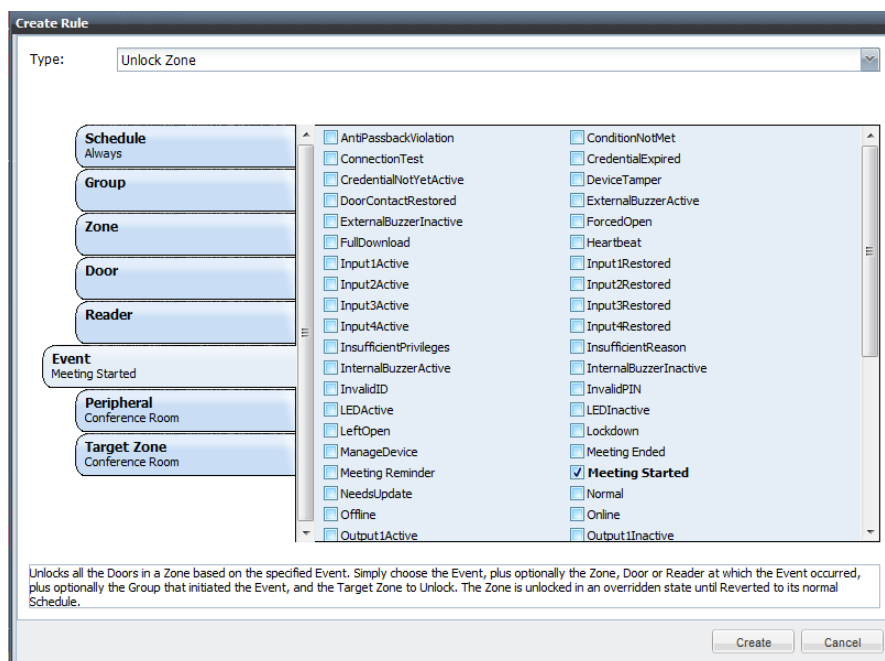 Create Rule
Type: Unlock Zone
Schedule
Always
Group
Zone
Door
Reader
Event
Meeting Started
Peripheral
Conference Room
Target Zone
Conference Room
AntiPassbackViolation ConditionNotMet
ConnectionTest CredentialExpired
CredentialNotYetActive DeviceTamper
DoorContactRestored ExternalBuzzerActive
ExternalBuzzerInactive ForcedOpen
FullDownload Heartbeat
Input1Active Input1Restored
Input2Active Input2Restored
Input3Active Input3Restored
Input4Active Input4Restored
InsufficientPrivileges InsufficientReason
InternalBuzzerActive InternalBuzzerInactive
InvalidID InvalidPIN
LEDActive LEDInactive
LeftOpen Lockdown
ManageDevice Meeting Ended
Meeting Reminder Meeting Started
NeedsUpdate Normal
Offline Online
Output1Active Output1Inactive
Unlocks all the Doors in a Zone based on the specified Event. Simply choose the Event, plus optionally the Zone, Door or Reader at which the Event occurred,
plus optionally the Group that initiated the Event, and the Target Zone to Unlock. The Zone is unlocked in an overridden state until Reverted to its normal
Schedule.
Create Cancel